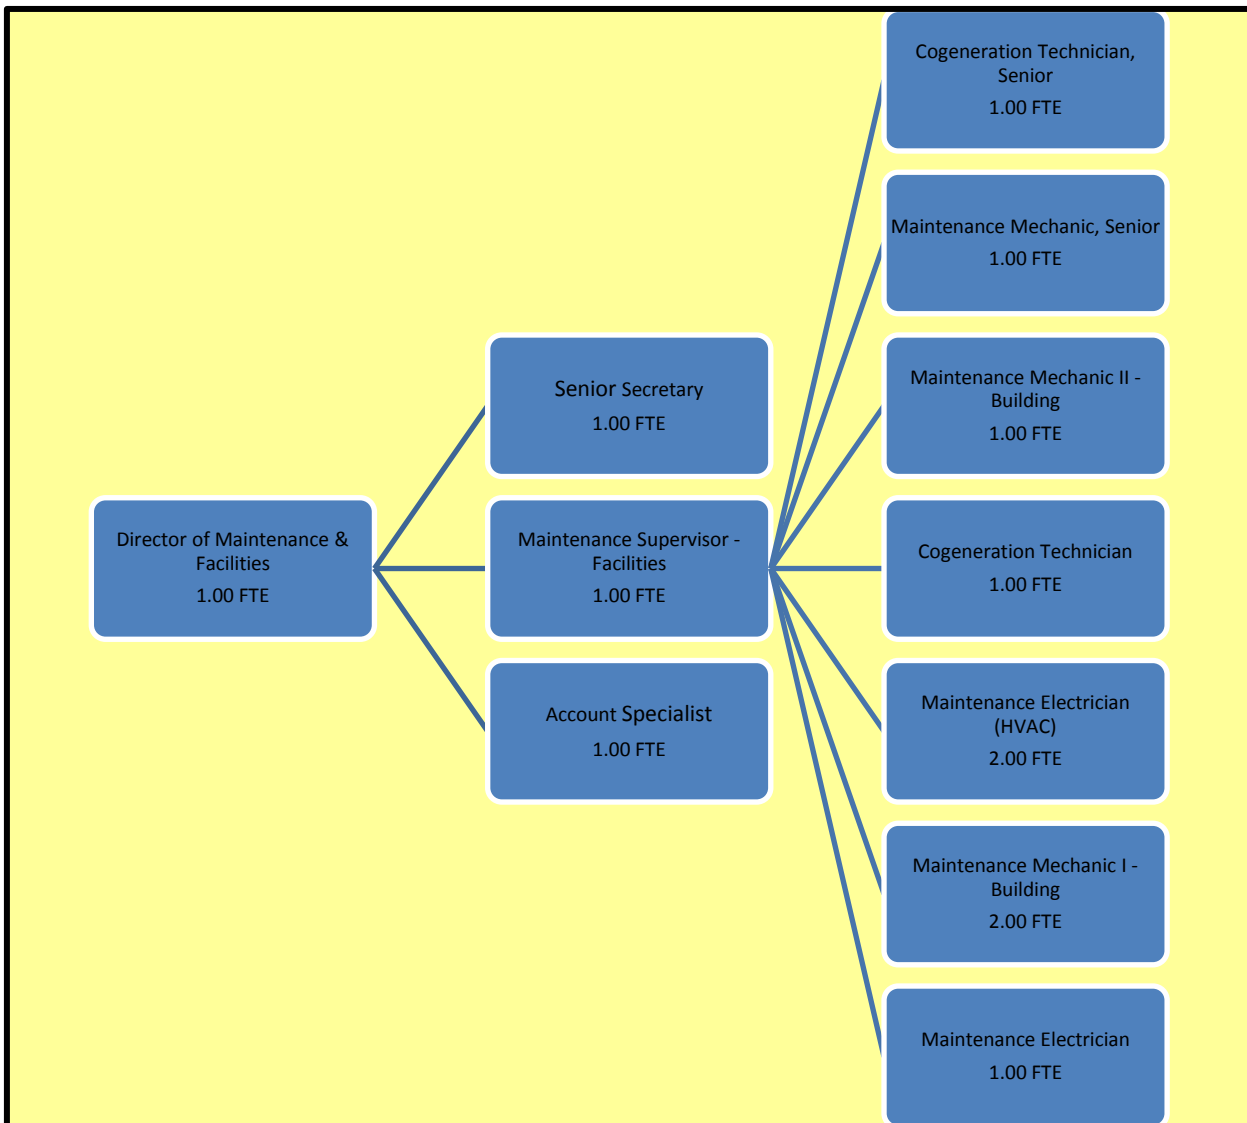 Director of Maintenance &
Facilities
1.00 FTE
Senior Secretary
1.00 FTE
Maintenance Supervisor -
Facilities
1.00 FTE
Account Specialist
1.00 FTE
Cogeneration Technician,
Senior
1.00 FTE
Maintenance Mechanic, Senior
1.00 FTE
Maintenance Mechanic II -
Building
1.00 FTE
Cogeneration Technician
1.00 FTE
Maintenance Electrician
(HVAC)
2.00 FTE
Maintenance Mechanic I -
Building
2.00 FTE
Maintenance Electrician
1.00 FTE